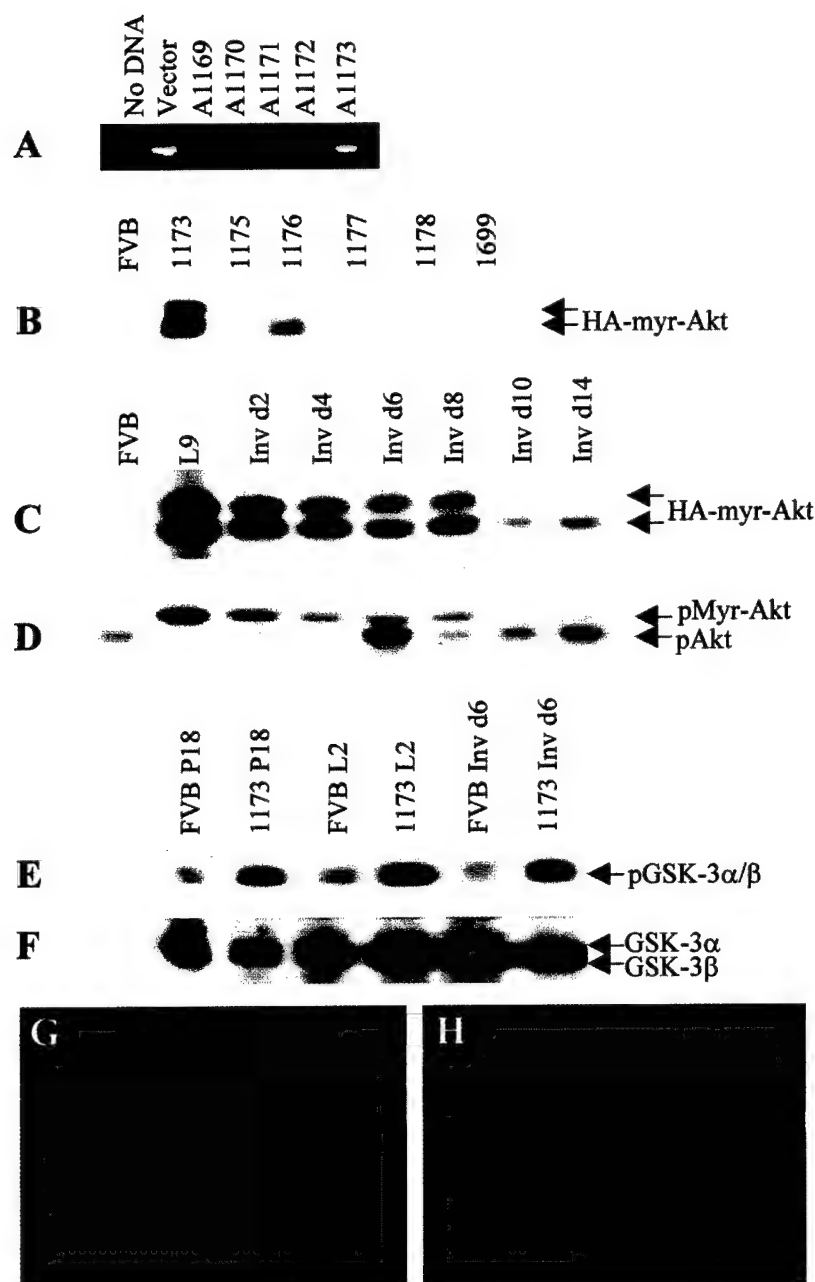 No DNA
Vector
A1169
A1170
A1171
A1172
A1173
A
FVB
1173
1175
1176
1177
1178
1699
B
HA-myr-Akt
FVB
L9
Inv d2
Inv d4
Inv d6
Inv d8
Inv d10
Inv d14
C
HA-myr-Akt
D
pMyr-Akt
pAkt
FVB P18
1173 P18
FVB L2
1173 L2
FVB Inv d6
1173 Inv d6
E
pGSK-3α/β
F
GSK-3α
GSK-3β
G
H